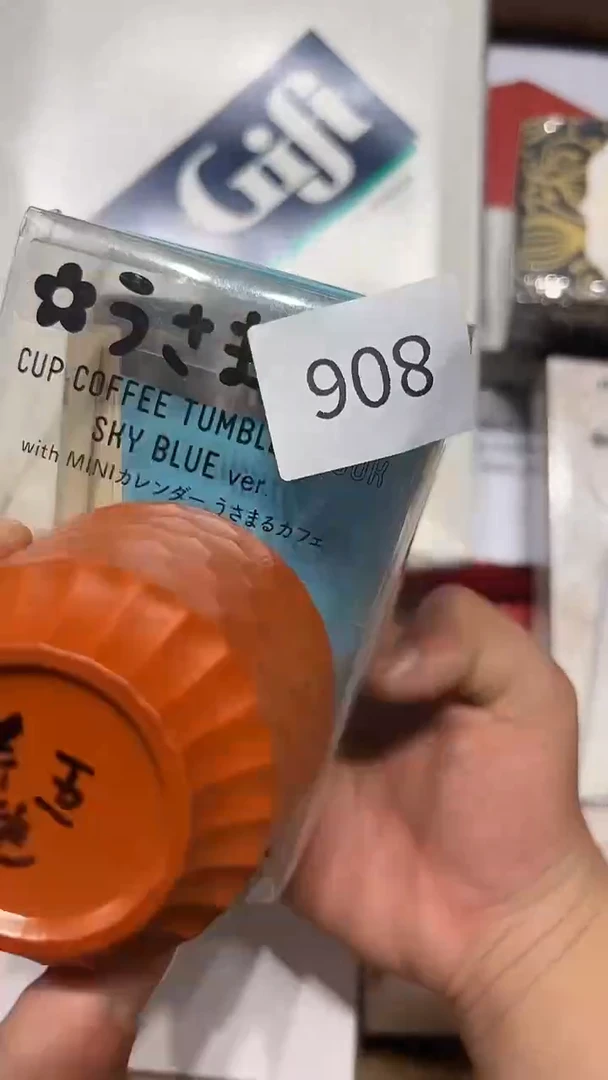 Gift
うさま
908
CUP COFFEE TUMBL OOK
SKY BLUE ver.
with MINIカレンダー うさまるカフェ